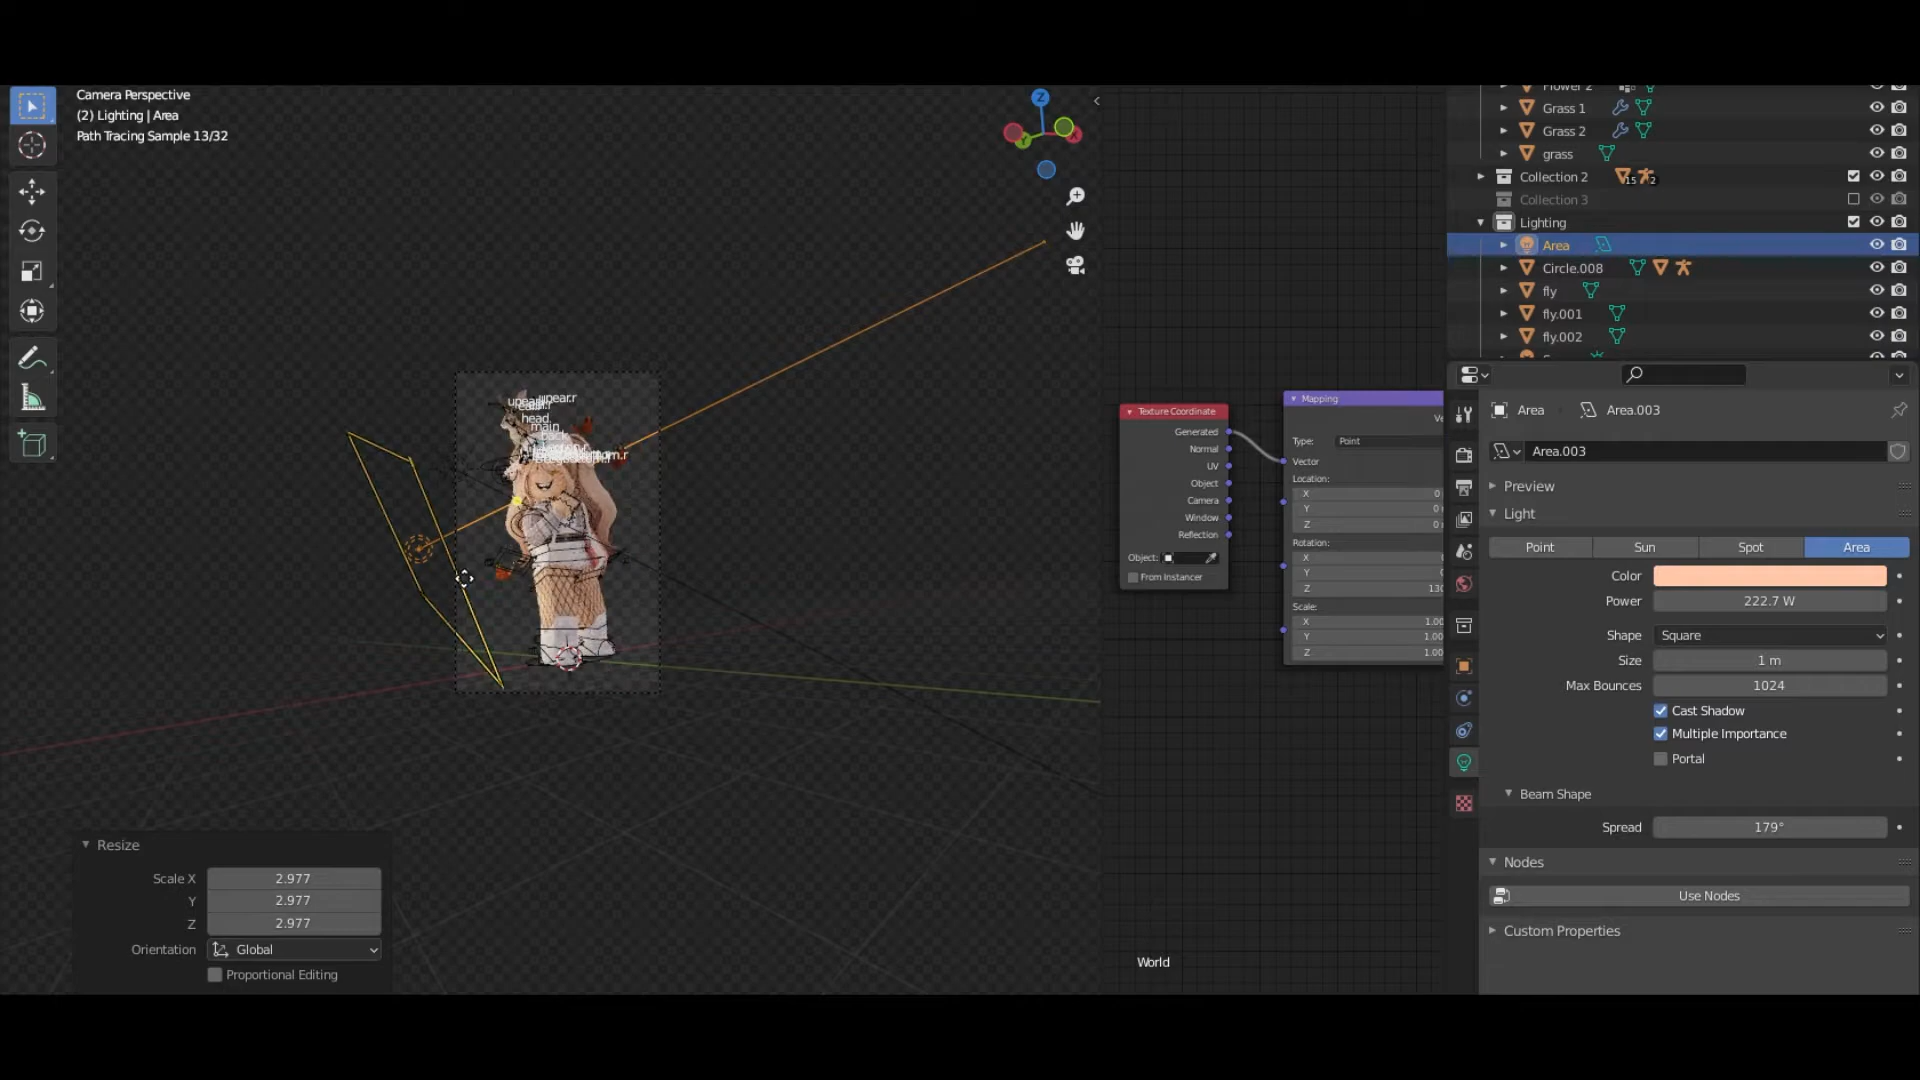 Camera Perspective
(2) Lighting | Area
Path Tracing Sample 13/32
Z
Y
X
upear.r
head
main
back
Resize
Scale X 2.977
Y 2.977
Z 2.977
Orientation Global
Proportional Editing
Texture Coordinate
Generated
Normal
UV
Object
Camera
Window
Reflection
Object:
From Instancer
Mapping
Type: Point
Vector
Location:
X 0
Y 0
Z 0
Rotation:
X
Y
Z
Scale:
X 1.00
Y 1.00
Z 1.00
World
Flower 2
Grass 1
Grass 2
grass
Collection 2 15 2
Collection 3
Lighting
Area
Circle.008
fly
fly.001
fly.002
Area Area.003
Area.003
Preview
Light
Point Sun Spot Area
Color
Power 222.7 W
Shape Square
Size 1 m
Max Bounces 1024
Cast Shadow
Multiple Importance
Portal
Beam Shape
Spread 179°
Nodes
Use Nodes
Custom Properties